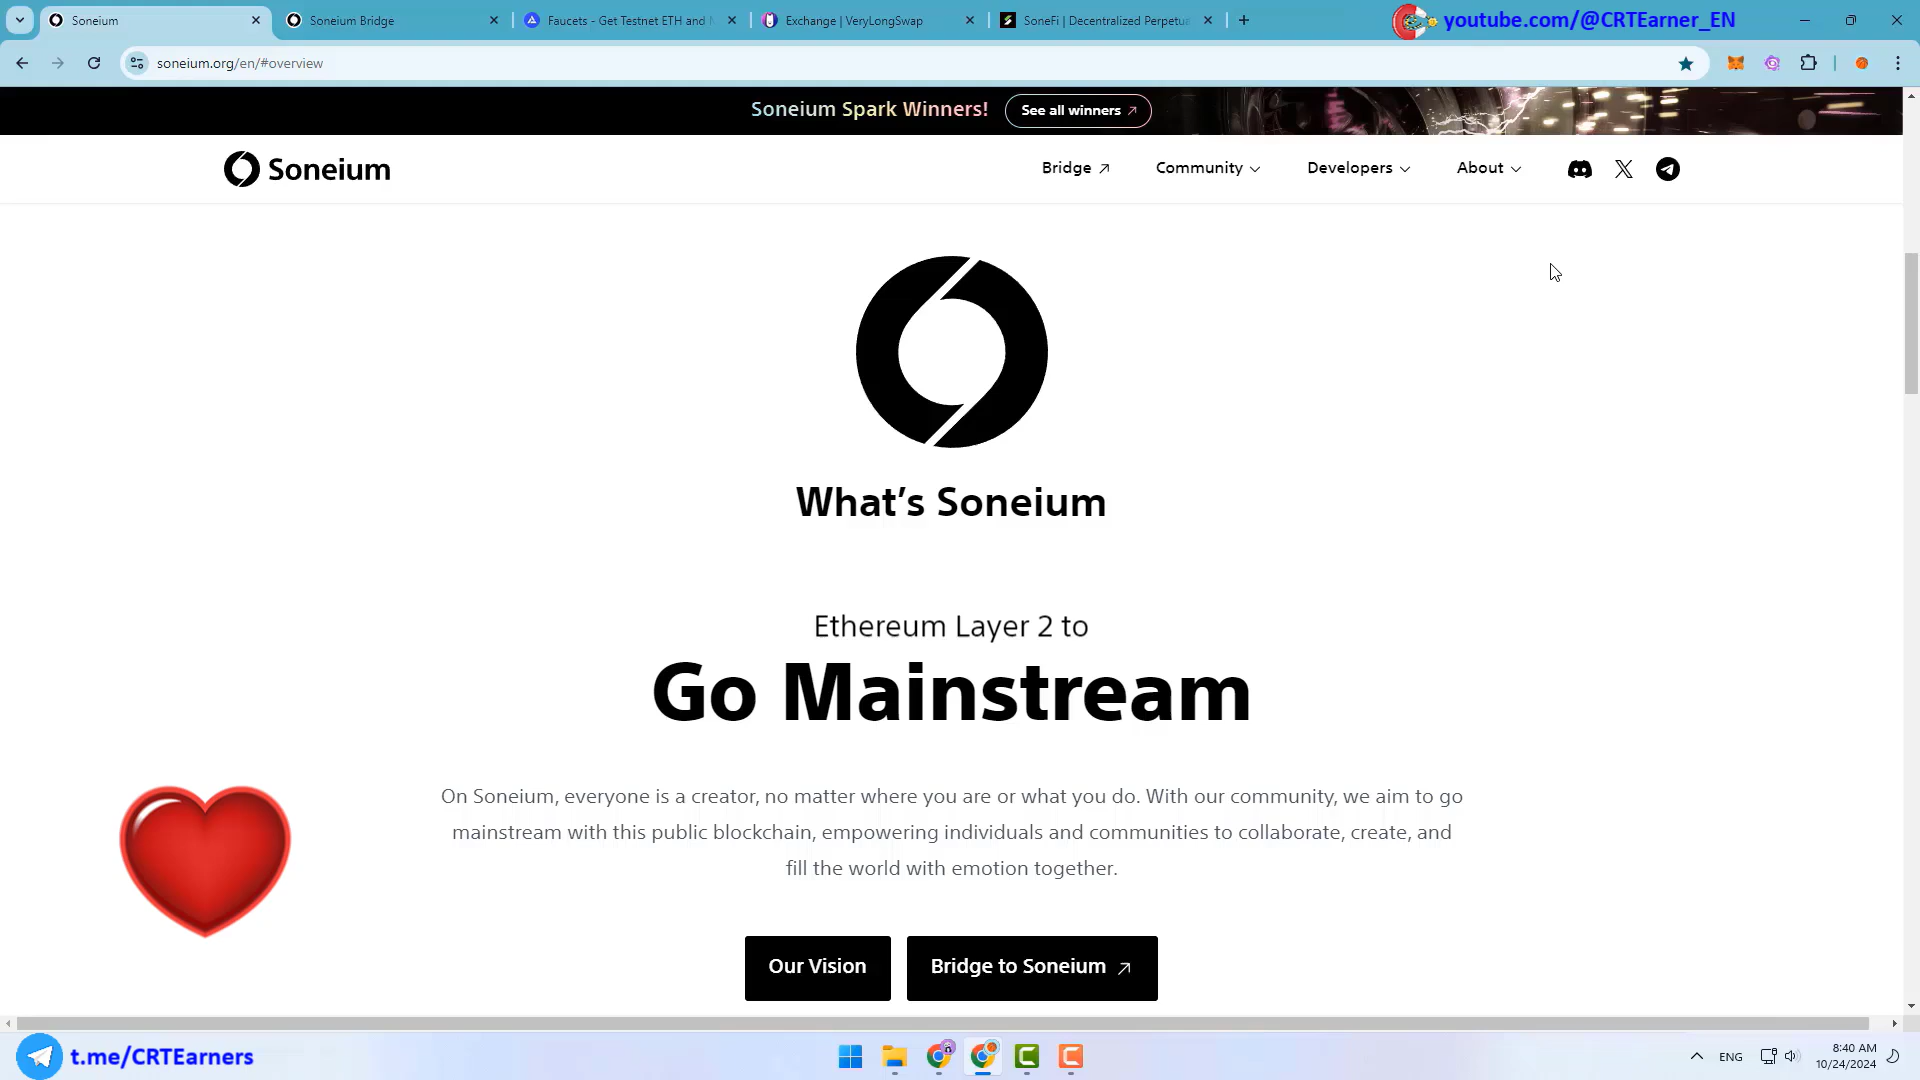 Soneium
Soneium Bridge
Faucets - Get Testnet ETH and
Exchange | VeryLongSwap
SoneFi | Decentralized Perpetu
youtube.com/@CRTEarner_EN
soneium.org/en/#overview
Soneium Spark Winners!
See all winners
Soneium
Bridge
Community
Developers
About
What’s Soneium
Ethereum Layer 2 to
Go Mainstream
On Soneium, everyone is a creator, no matter where you are or what you do. With our community, we aim to go
mainstream with this public blockchain, empowering individuals and communities to collaborate, create, and
fill the world with emotion together.
Our Vision
Bridge to Soneium
t.me/CRTEarners
ENG
8:40 AM
10/24/2024